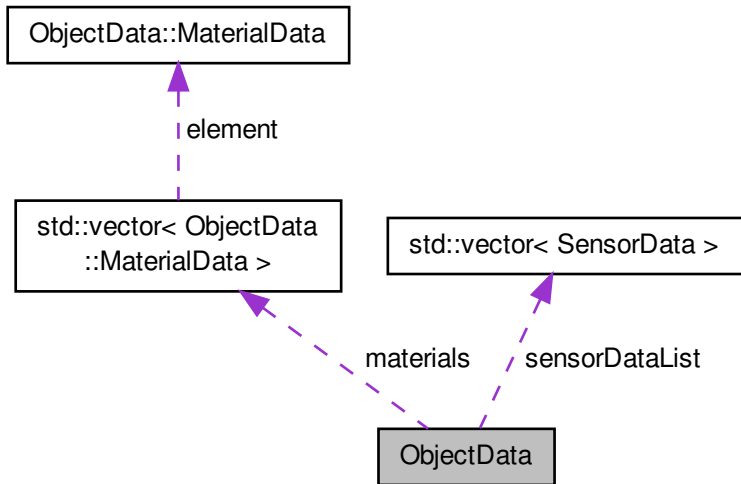 ObjectData::MaterialData
element
std::vector< ObjectData
::MaterialData >
std::vector< SensorData >
materials
sensorDataList
ObjectData